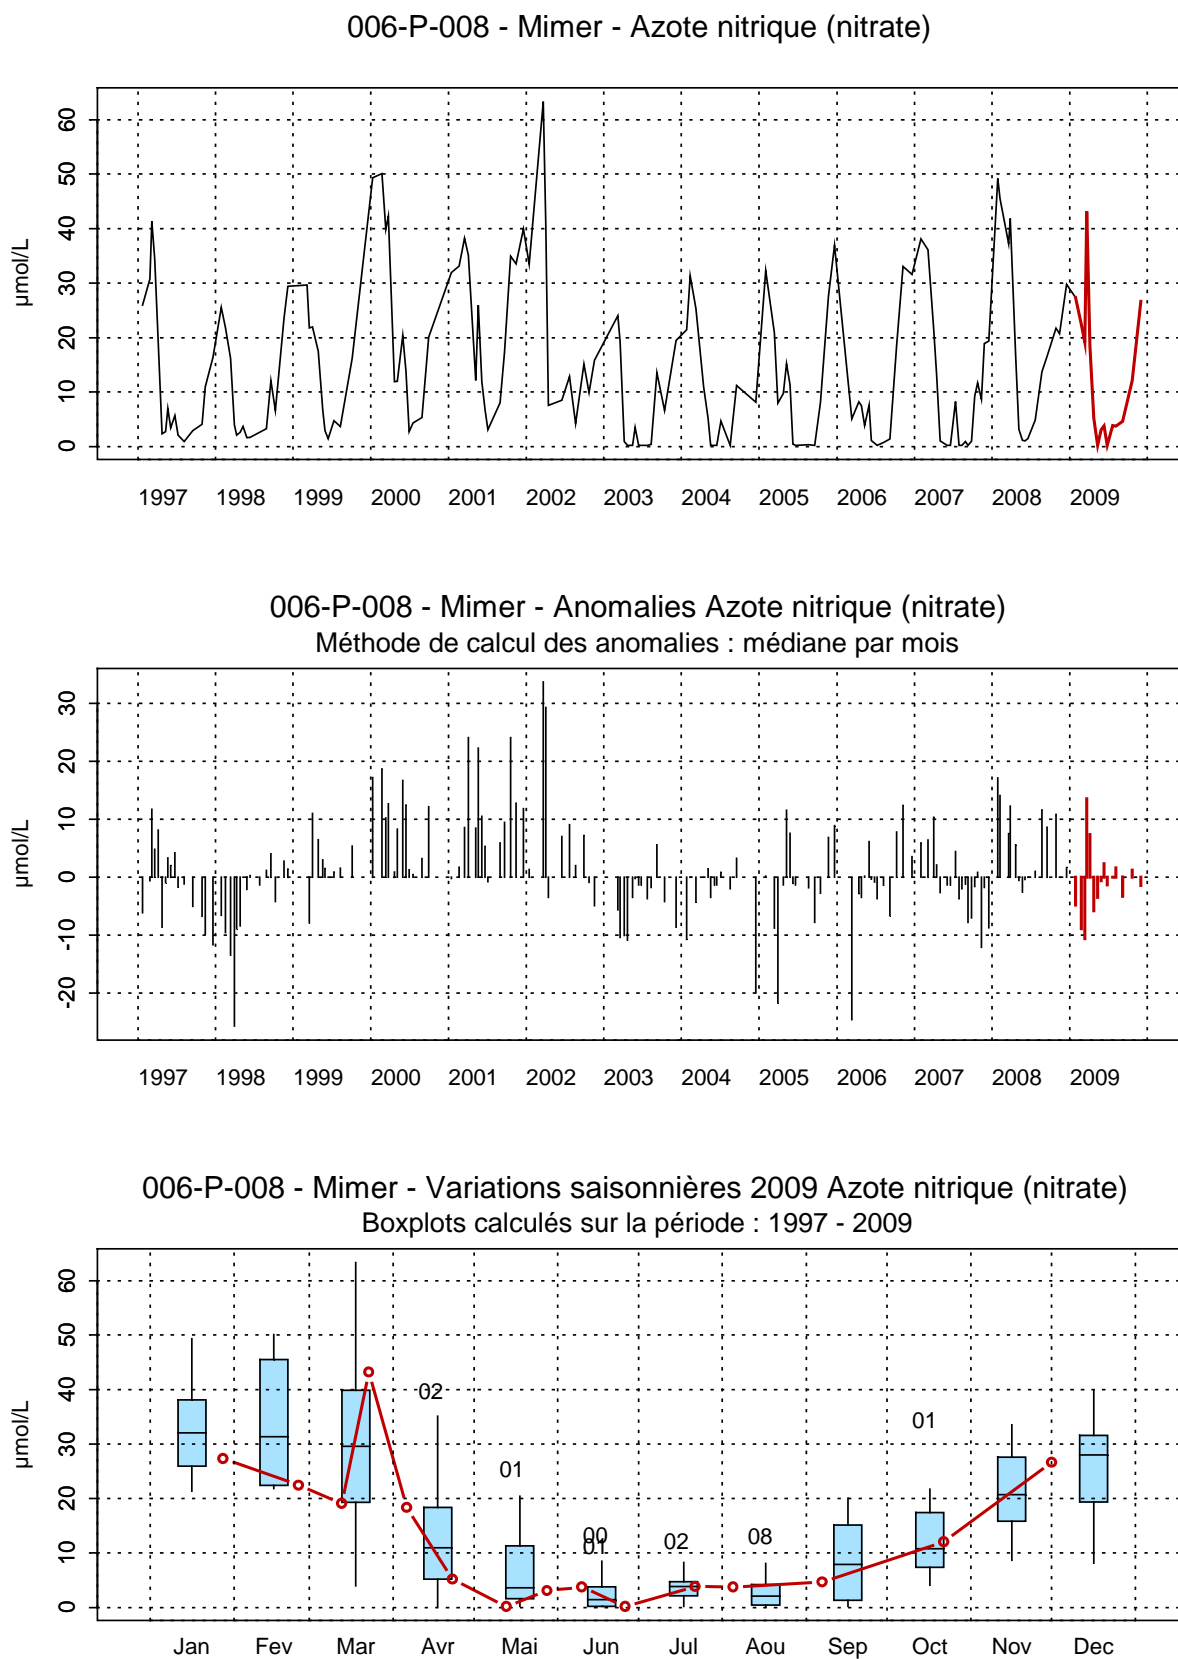 006-P-008 - Mimer - Azote nitrique (nitrate)
60
50
40
30
20
10
0
µmol/L
1997 1998 1999 2000 2001 2002 2003 2004 2005 2006 2007 2008 2009
006-P-008 - Mimer - Anomalies Azote nitrique (nitrate)
Méthode de calcul des anomalies : médiane par mois
30
20
10
0
-10
-20
µmol/L
1997 1998 1999 2000 2001 2002 2003 2004 2005 2006 2007 2008 2009
006-P-008 - Mimer - Variations saisonnières 2009 Azote nitrique (nitrate)
Boxplots calculés sur la période : 1997 - 2009
60
50
40
30
20
10
0
µmol/L
02
01
00
01
02
08
01
Jan Fev Mar Avr Mai Jun Jul Aou Sep Oct Nov Dec